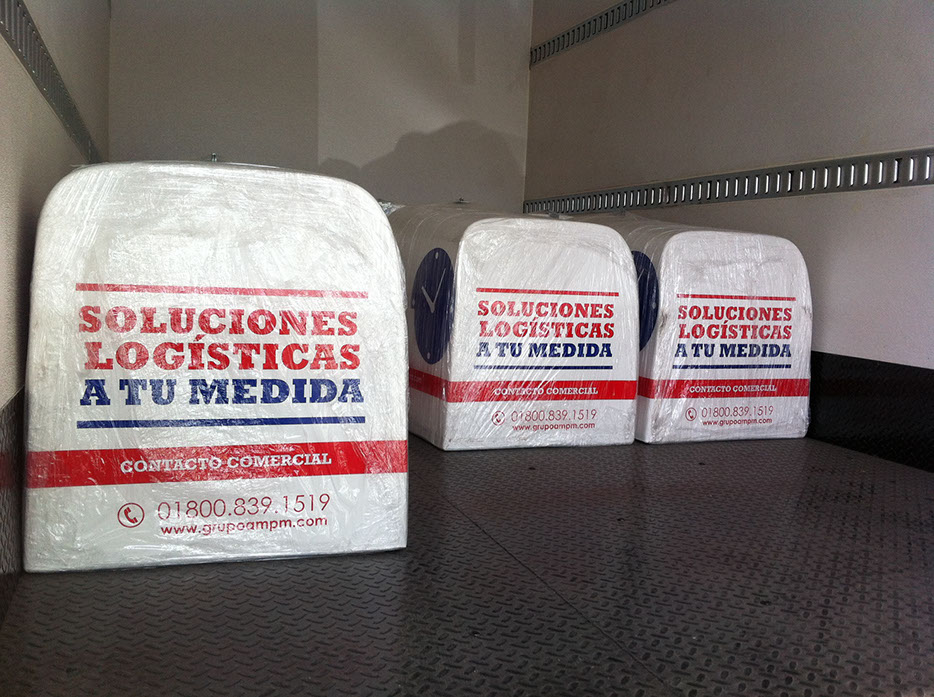 SOLUCIONES
LOGÍSTICAS
A TU MEDIDA
CONTACTO COMERCIAL
01800.839.1519
www.grupoampm.com
SOLUCIONES
LOGÍSTICAS
A TU MEDIDA
CONTACTO COMERCIAL
01800.839.1519
www.grupoampm.com
SOLUCIONES
LOGÍSTICAS
A TU MEDIDA
CONTACTO COMERCIAL
01800.839.1519
www.grupoampm.com